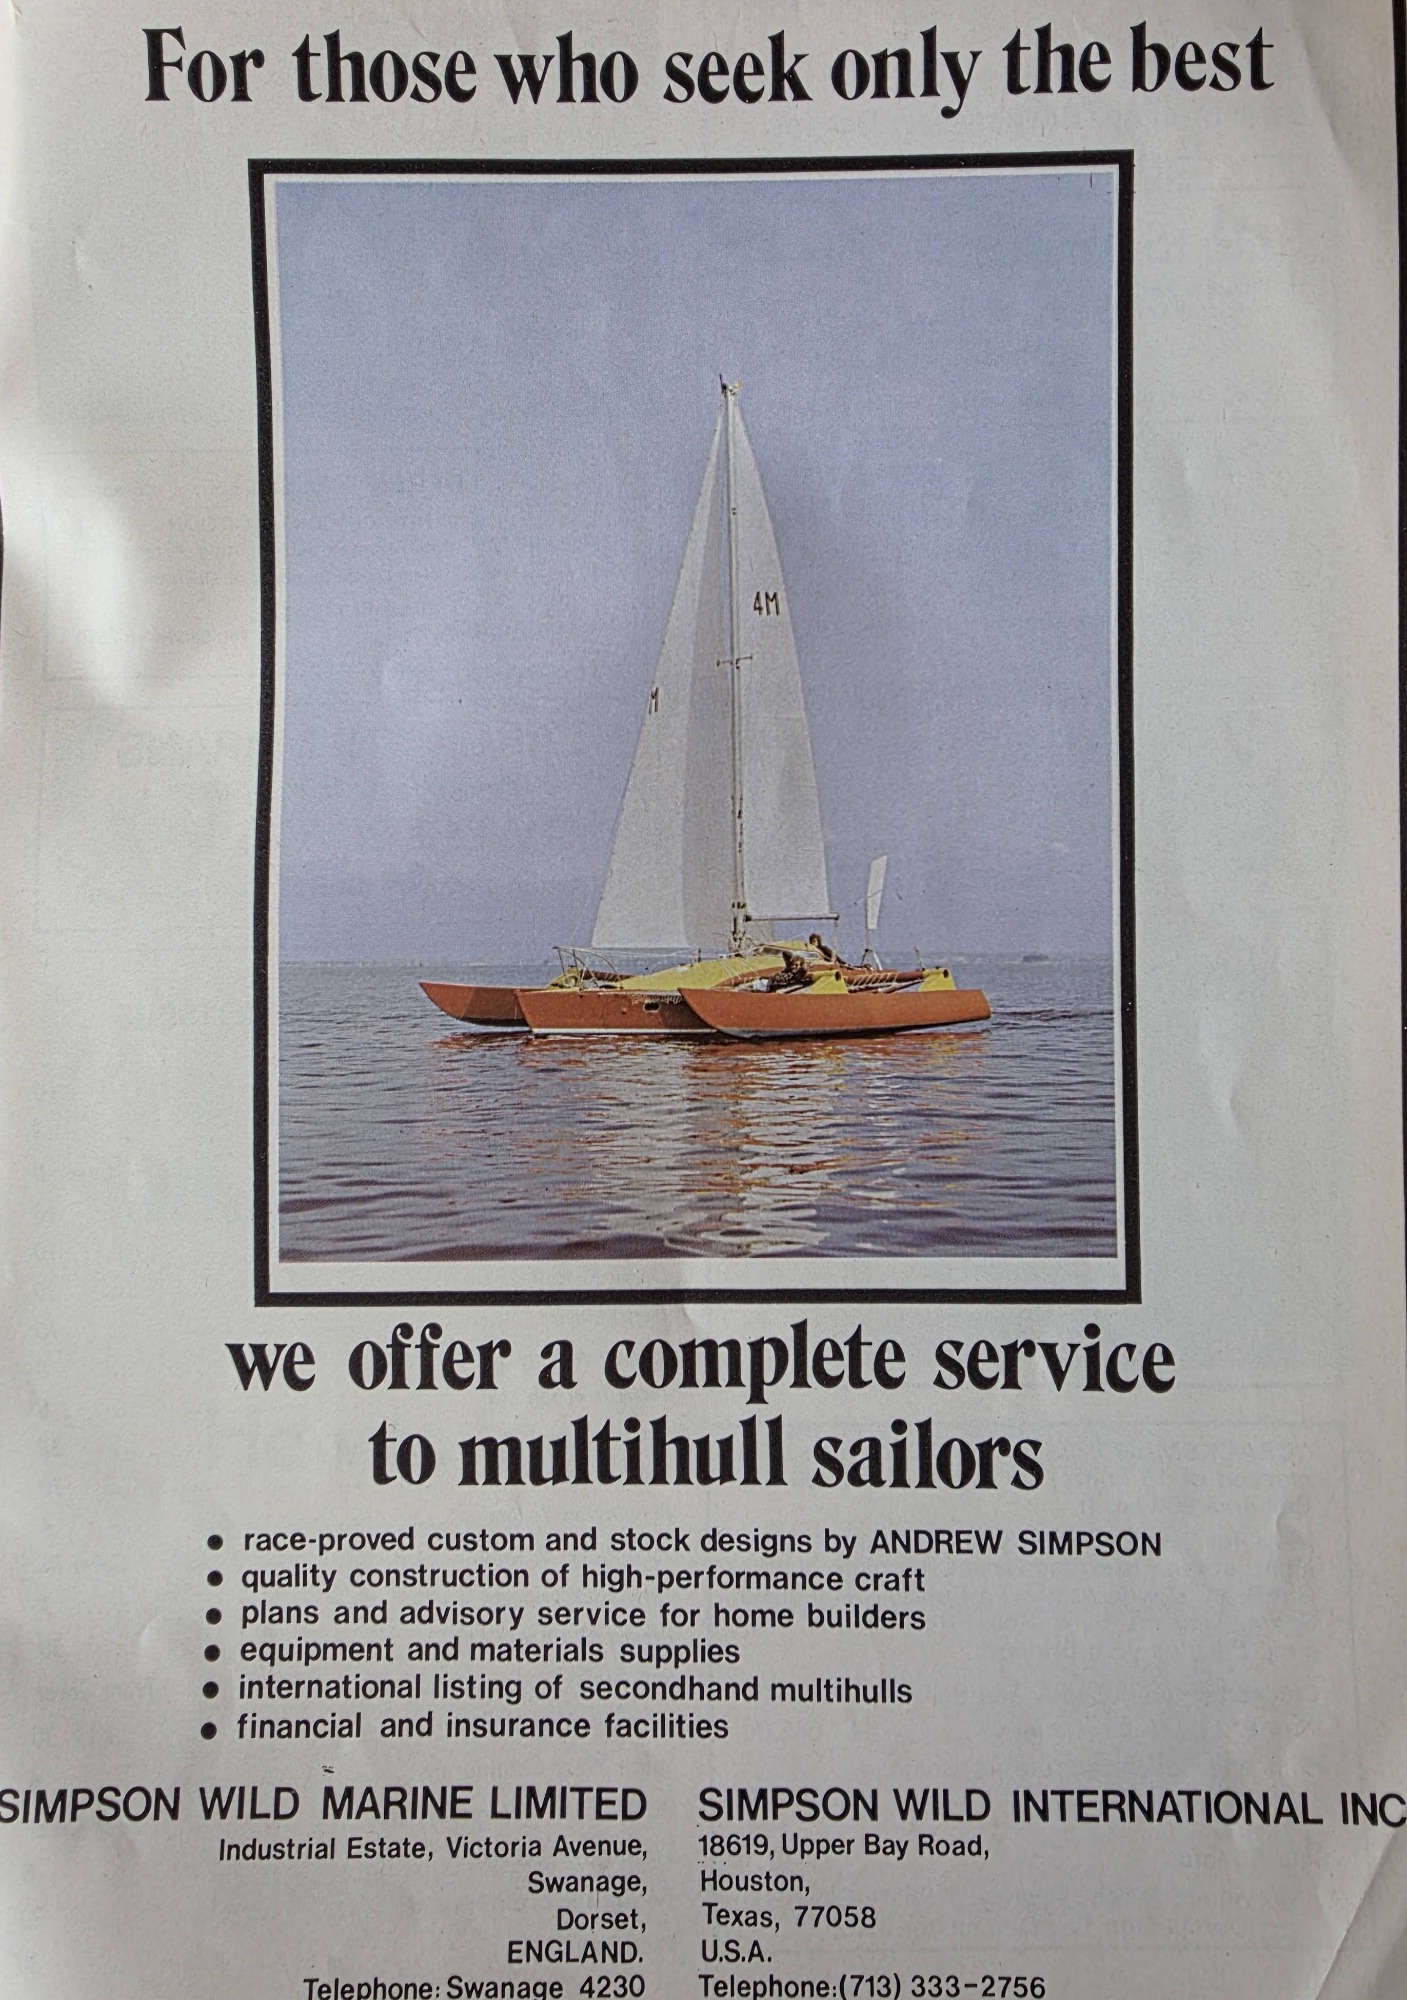 For those who seek only the best
4M
M
we offer a complete service
to multihull sailors
• race-proved custom and stock designs by ANDREW SIMPSON
• quality construction of high-performance craft
• plans and advisory service for home builders
• equipment and materials supplies
• international listing of secondhand multihulls
• financial and insurance facilities
SIMPSON WILD MARINE LIMITED
Industrial Estate, Victoria Avenue,
Swanage,
Dorset,
ENGLAND.
Telephone: Swanage 4230
SIMPSON WILD INTERNATIONAL INC
18619, Upper Bay Road,
Houston,
Texas, 77058
U.S.A.
Telephone:(713) 333-2756